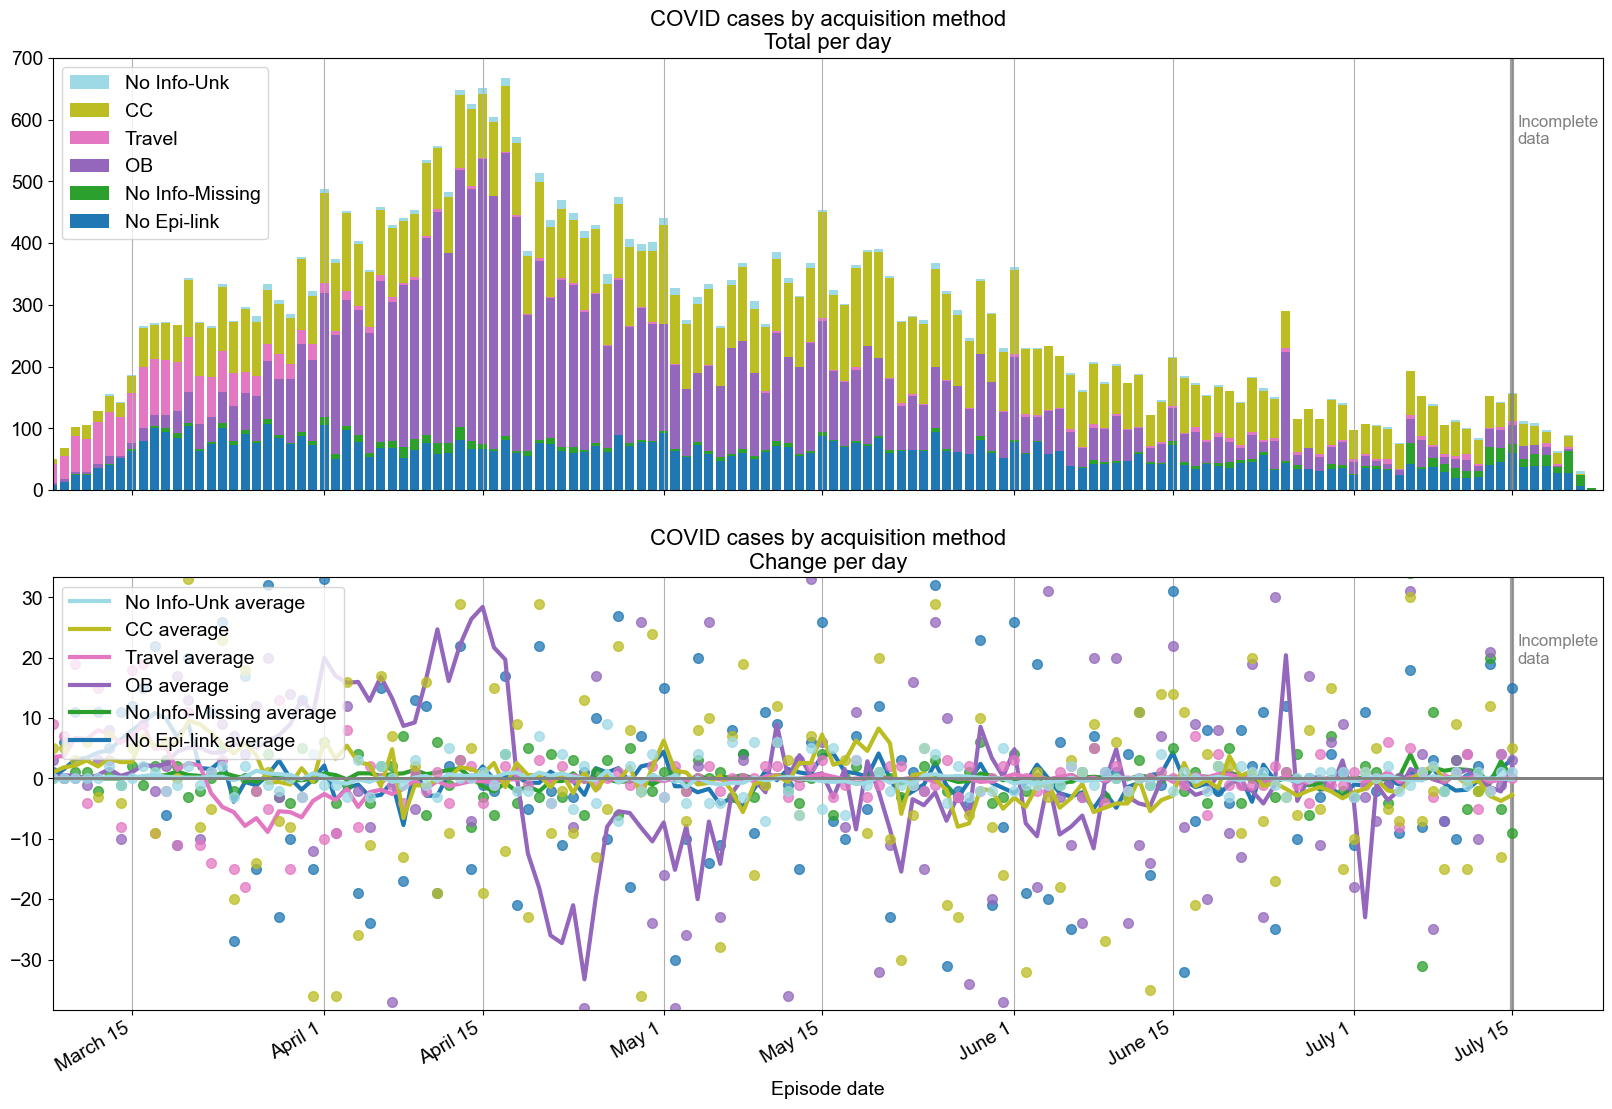 COVID cases by acquisition method
Total per day
700
600
500
400
300
200
100
0
No Info-Unk
CC
Travel
OB
No Info-Missing
No Epi-link
Incomplete
data
COVID cases by acquisition method
Change per day
30
20
10
0
−10
−20
−30
No Info-Unk average
CC average
Travel average
OB average
No Info-Missing average
No Epi-link average
Incomplete
data
March 15
April 1
April 15
May 1
May 15
June 1
June 15
July 1
July 15
Episode date